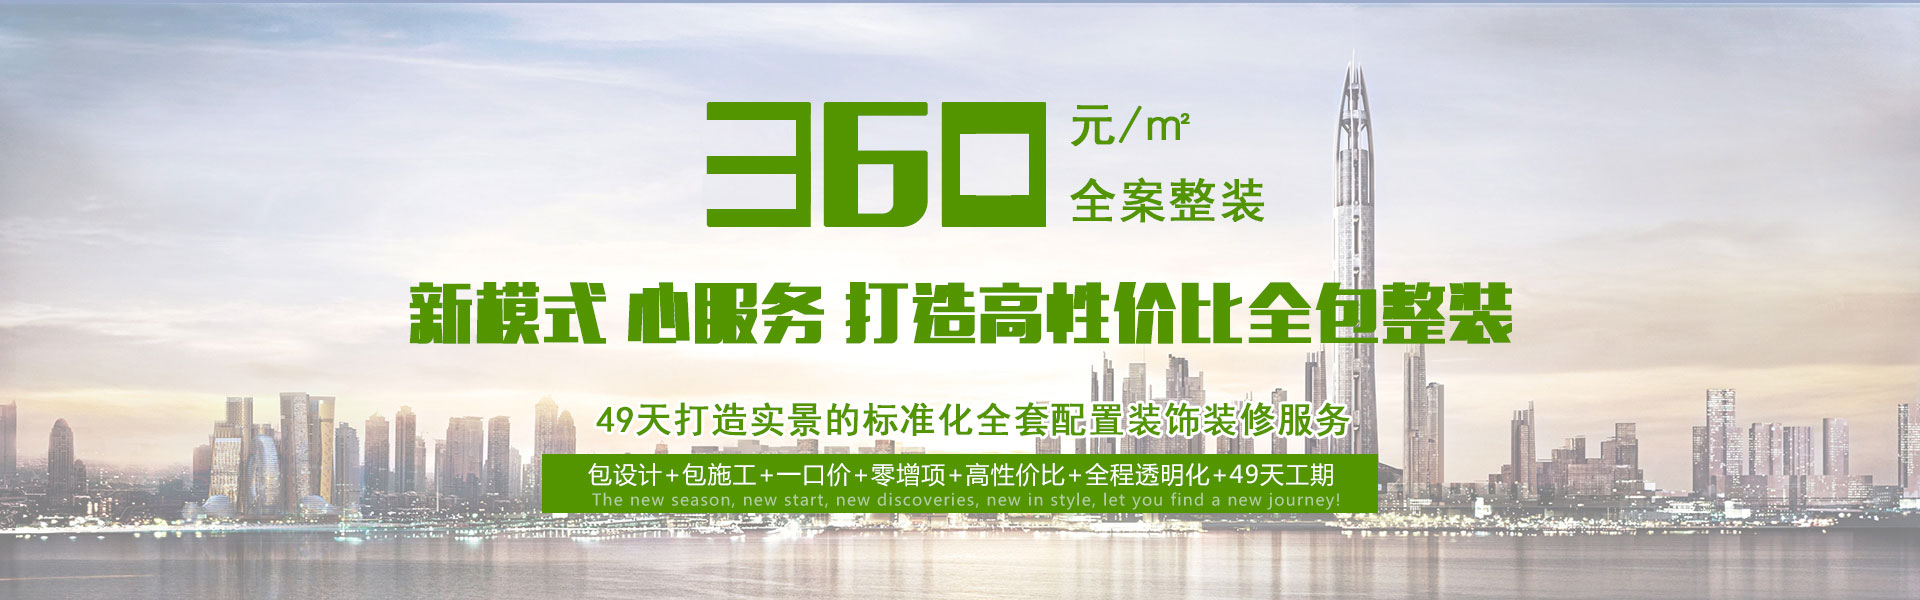 360 元/㎡
全案整装
新模式 心服务 打造高性价比全包整装
49天打造实景的标准化全套配置装饰装修服务
包设计+包施工+一口价+零增项+高性价比+全程透明化+49天工期
The new season, new start, new discoveries, new in style, let you find a new journey!